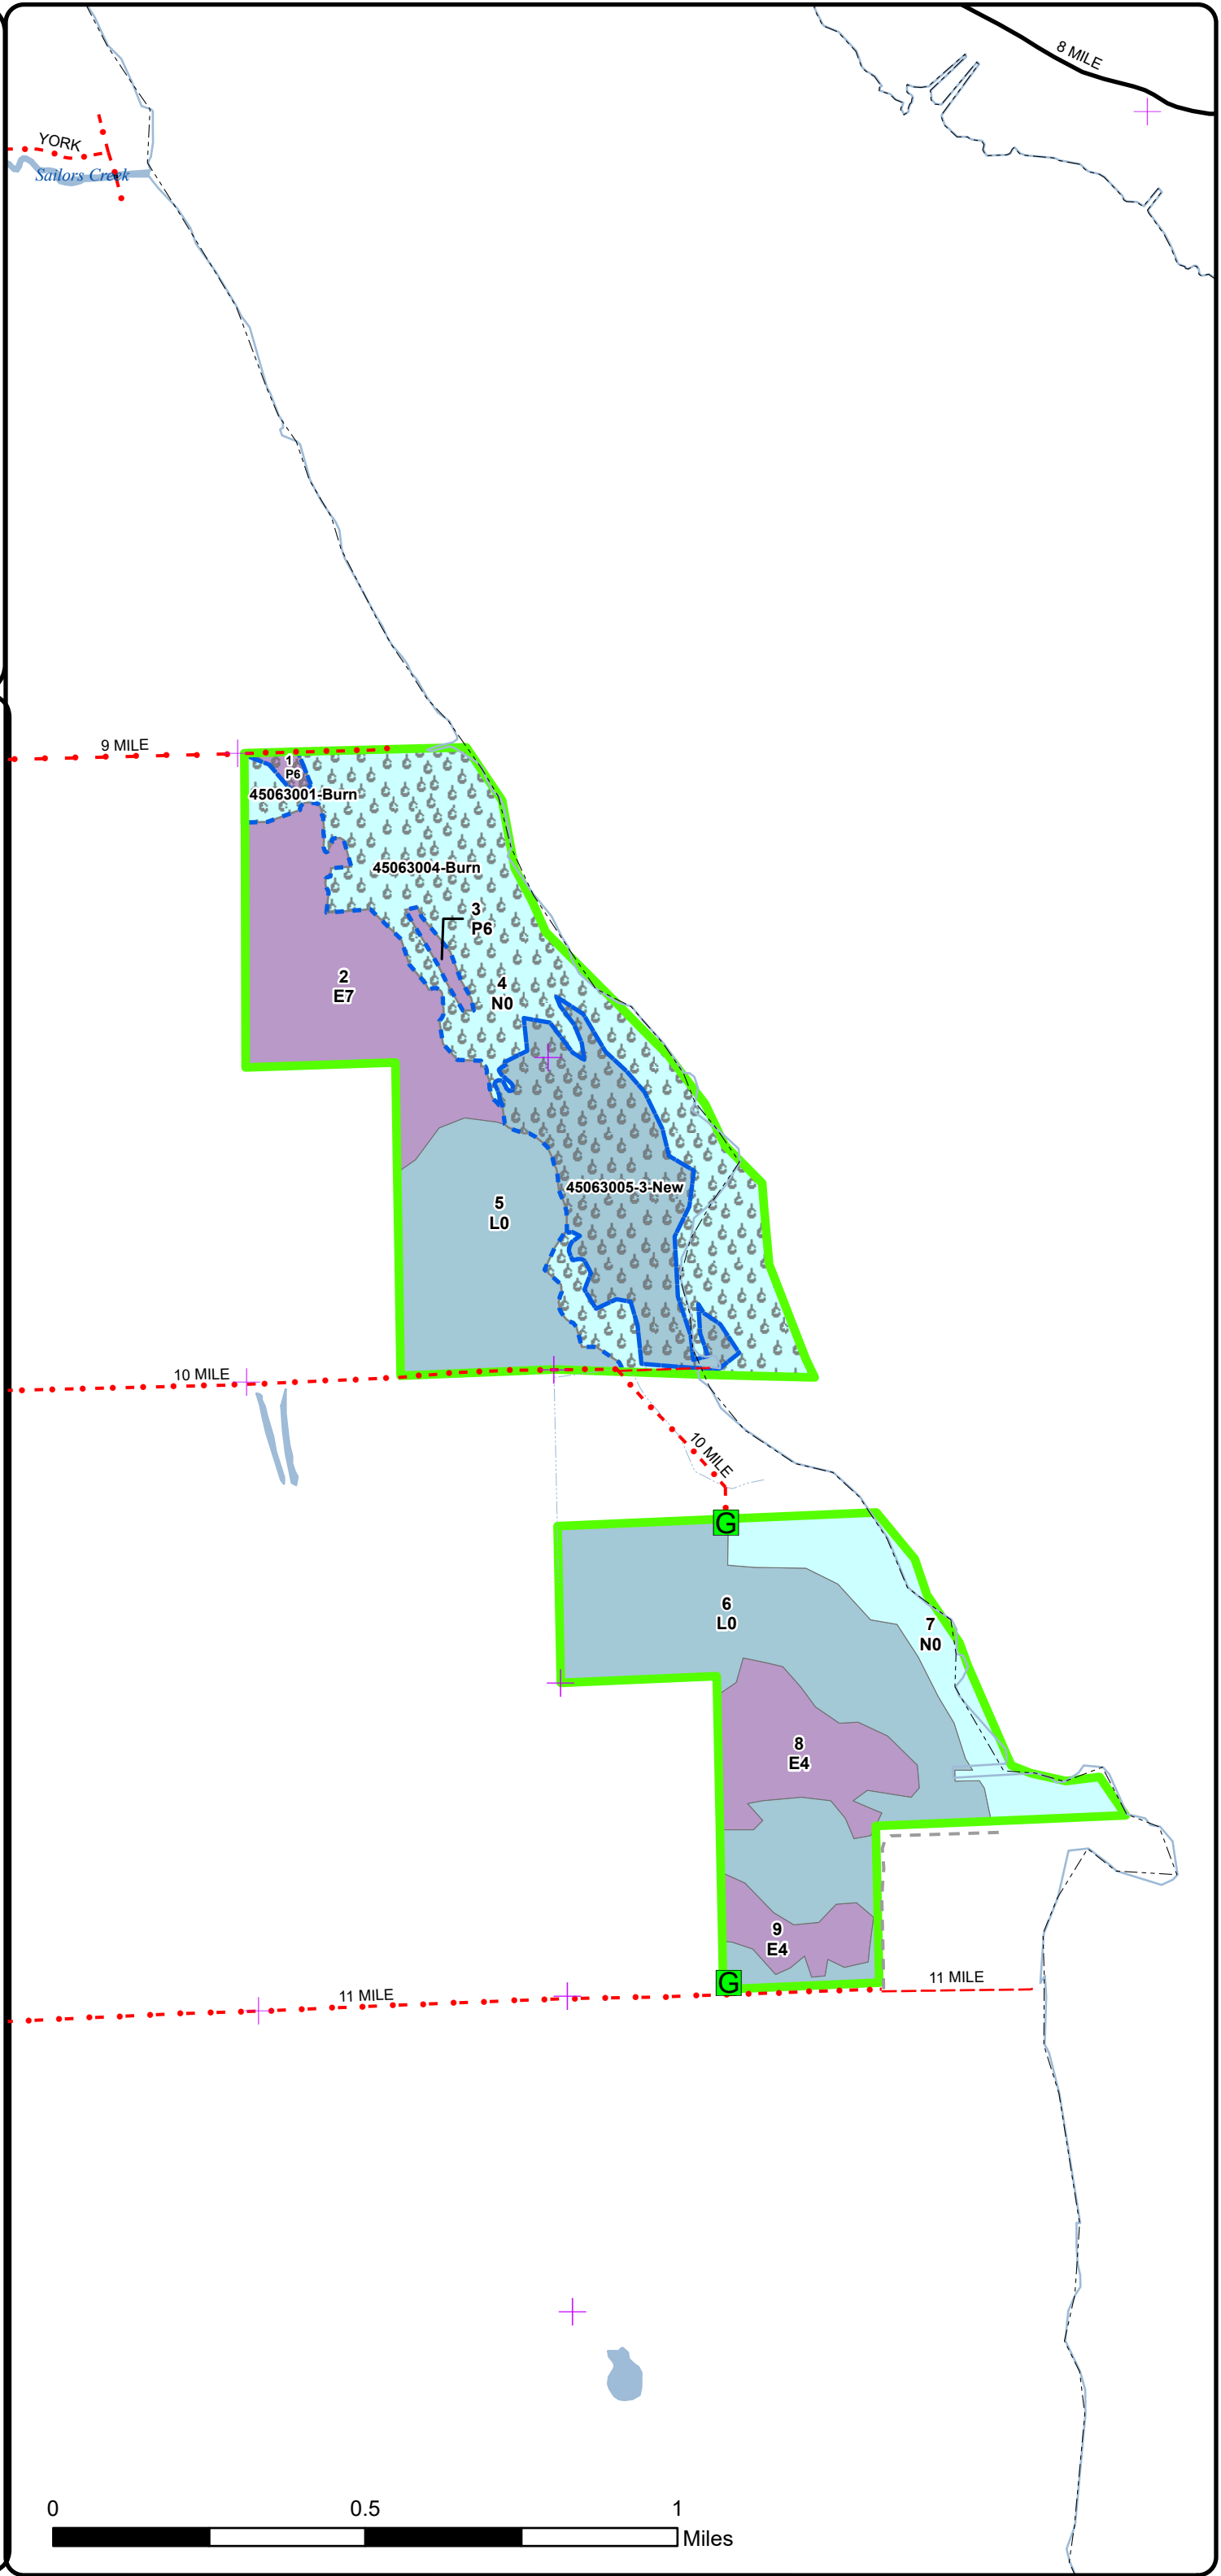 8 MILE
YORK
Sailors Creek
9 MILE
1
P6
45063001-Burn
45063004-Burn
3
P6
2
E7
4
N0
45063005-3-New
5
L0
10 MILE
10 MILE
G
6
L0
7
N0
8
E4
9
E4
G
11 MILE
11 MILE
0 0.5 1
Miles